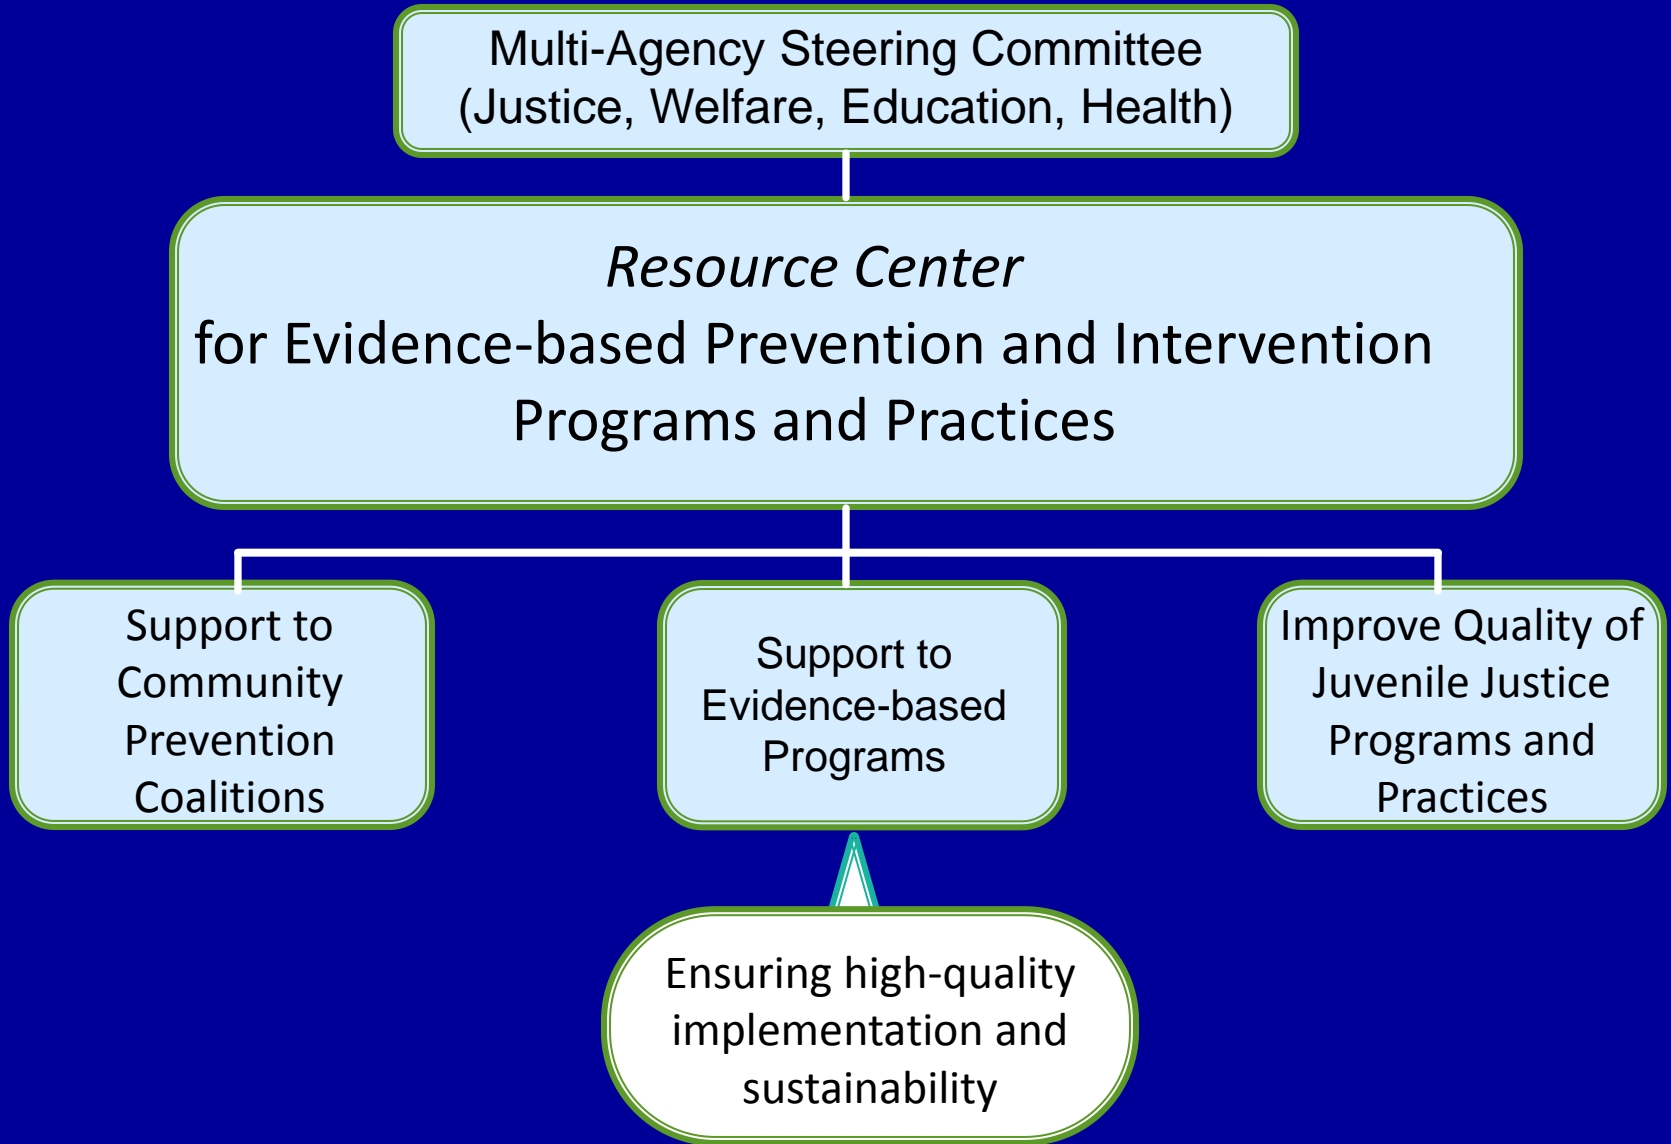 Multi-Agency Steering Committee
(Justice, Welfare, Education, Health)
Resource Center
for Evidence-based Prevention and Intervention
Programs and Practices
Support to
Community
Prevention
Coalitions
Support to
Evidence-based
Programs
Improve Quality of
Juvenile Justice
Programs and
Practices
Ensuring high-quality
implementation and
sustainability